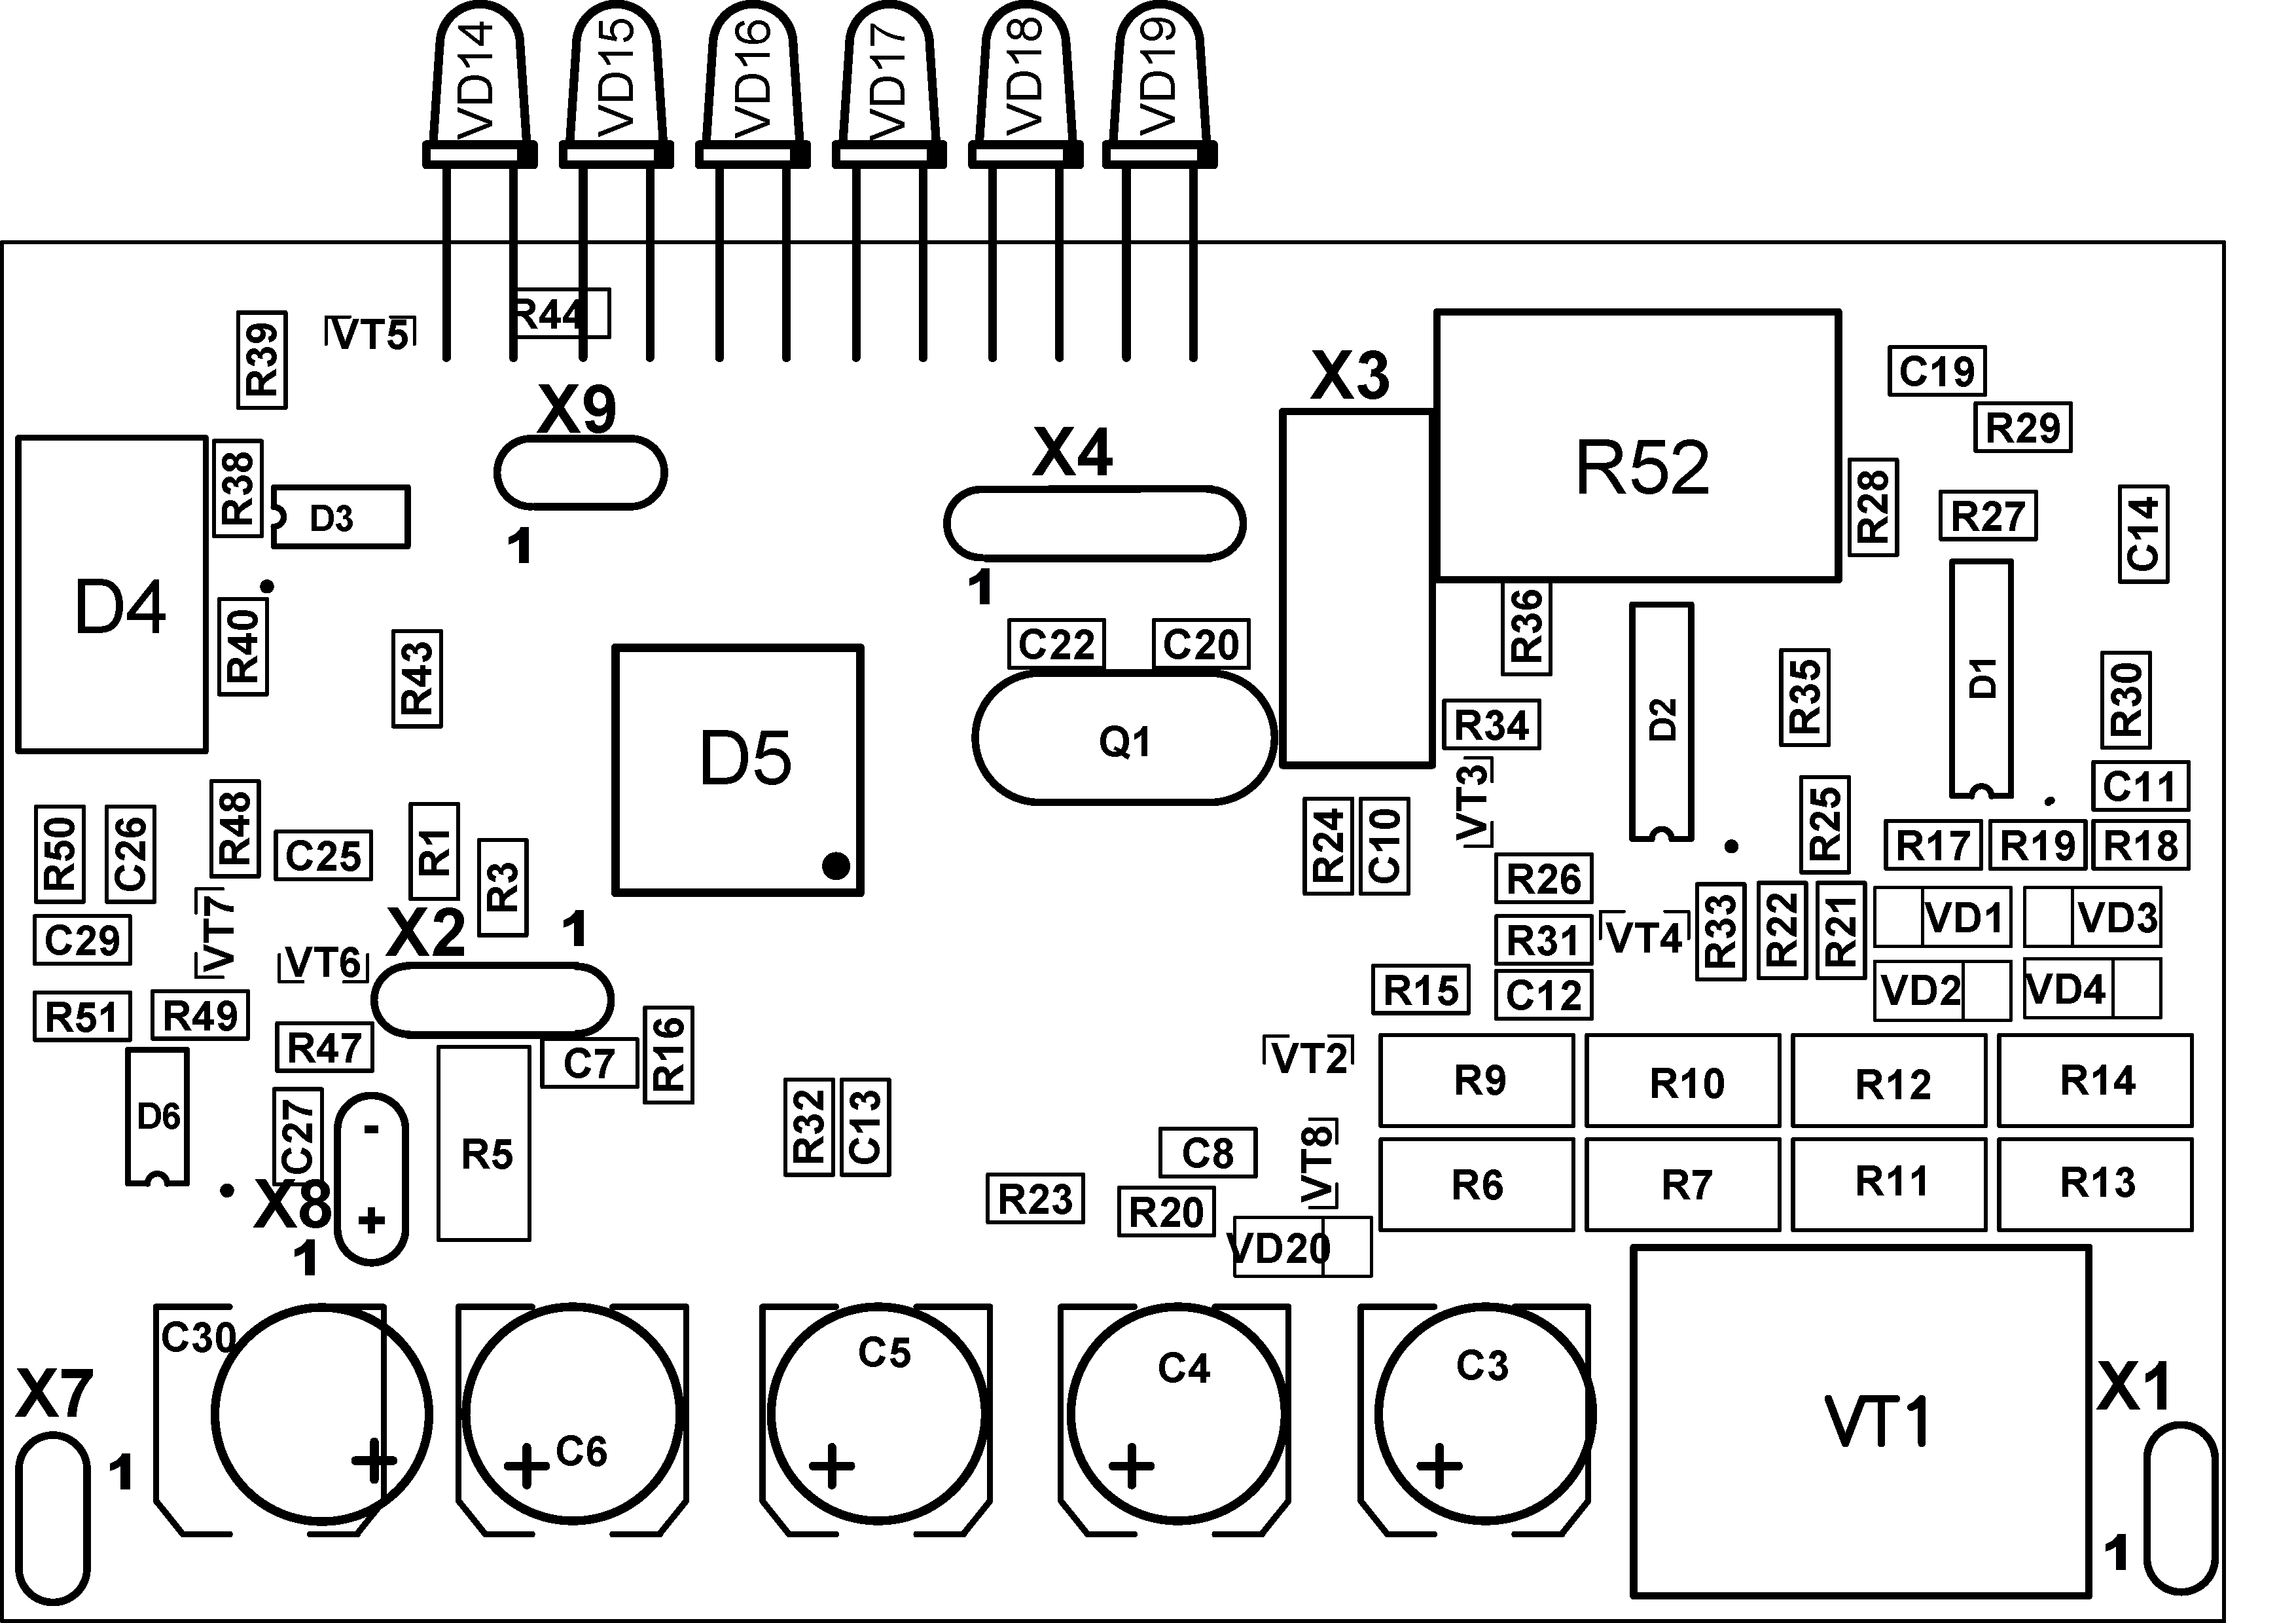 VD14
VD15
VD16
VD17
VD18
VD19
R39
VT5
R44
X9
X3
C19
R29
X4
R52
R38
D3
1
R28
R27
C14
1
D4
R40
R43
C22
C20
R36
D5
Q1
R34
D2
R35
D1
R30
VT3
C11
R50
C26
R48
C25
R1
R3
R24
C10
R25
R17
R19
R18
R26
C29
VT7
X2
1
R31
VT4
R33
R22
R21
VD1
VD3
VT6
R15
C12
VD2
VD4
R51
R49
R47
C7
R16
VT2
R9
R10
R12
R14
D6
C27
-
R5
R32
C13
C8
VT8
R6
R7
R11
R13
X8
+
R23
R20
1
VD20
C30
C5
C4
C3
X7
X1
VT1
1
+
+
C6
+
+
+
1